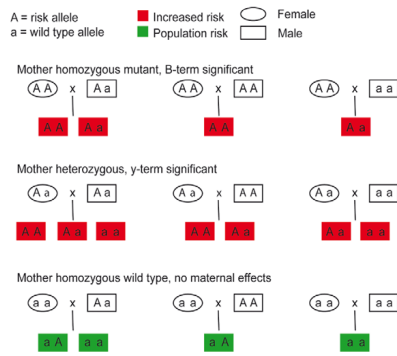 A = risk allele
a = wild type allele
Increased risk
Population risk
Female
Male
Mother homozygous mutant, B-term significant
A A x A a A A x A A A A x a a
A A A a A A A a
Mother heterozygous, y-term significant
A a x A a A a x A A A a x a a
A A A a a a A A A a A a a a
Mother homozygous wild type, no maternal effects
a a x A a a a x A A a a x a a
a A a a a A a a